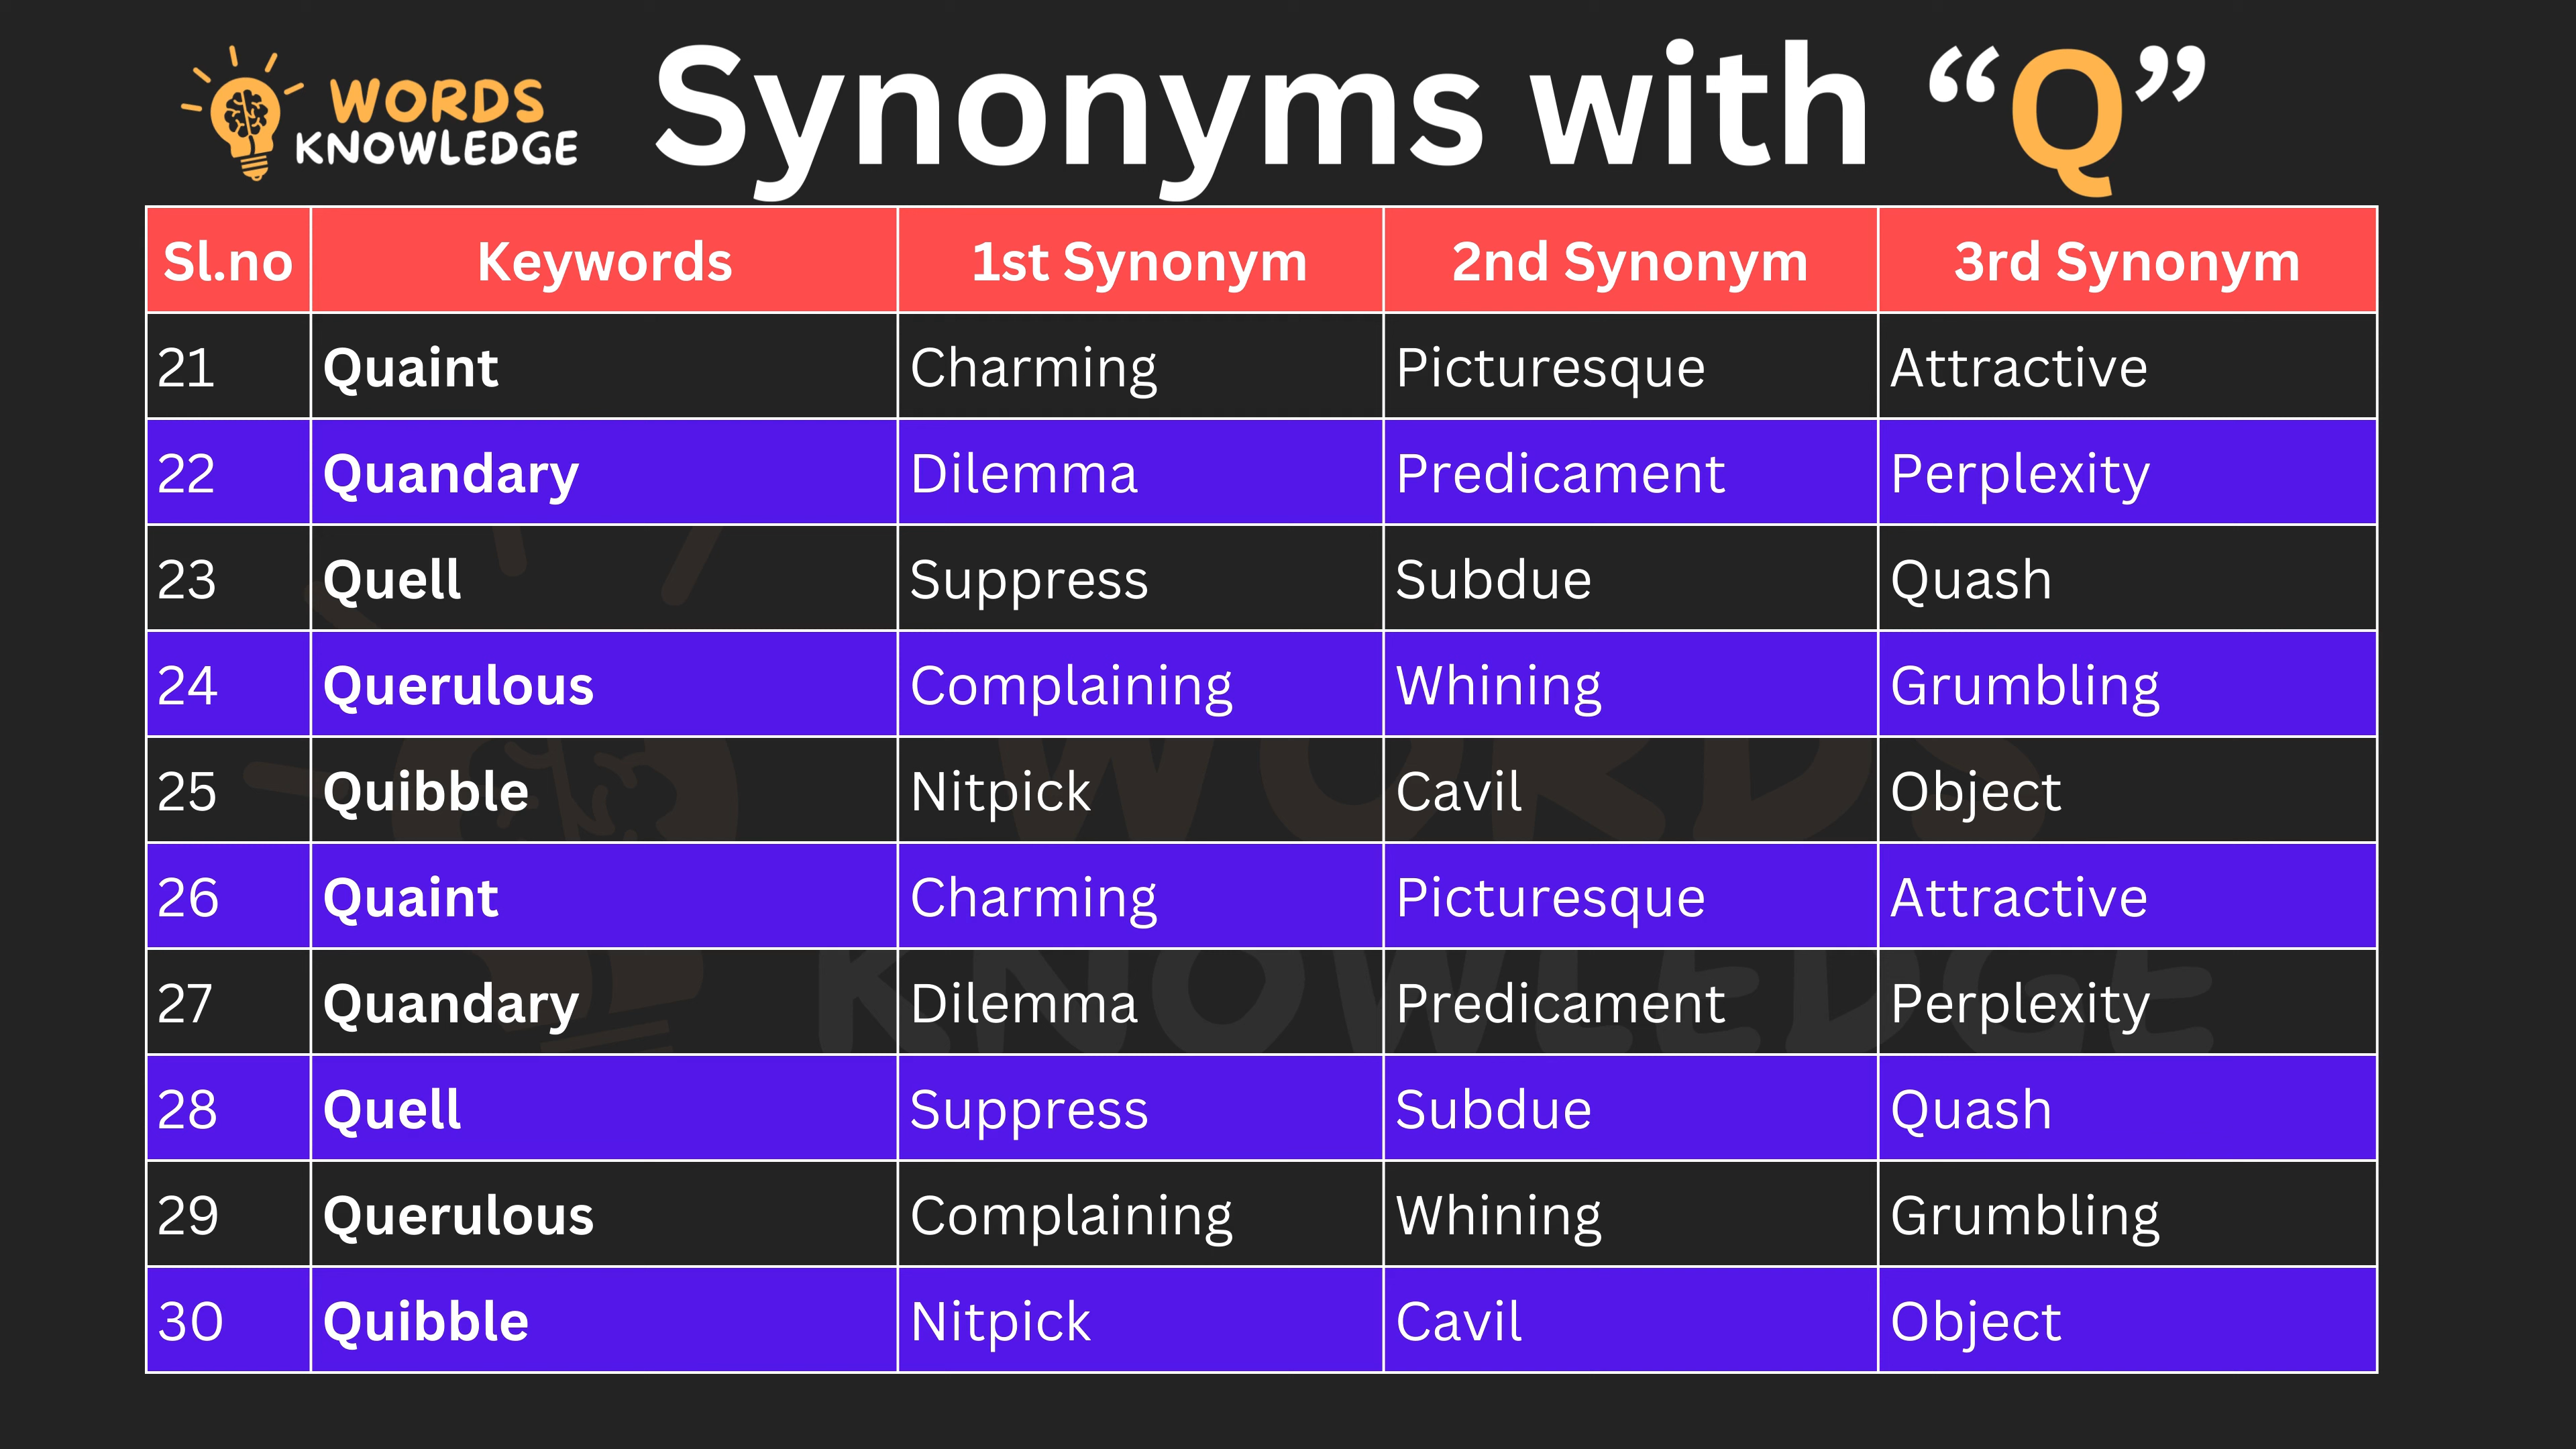 WORDS
KNOWLEDGE
Synonyms with “Q”
Sl.no Keywords 1st Synonym 2nd Synonym 3rd Synonym
21 Quaint Charming Picturesque Attractive
22 Quandary Dilemma Predicament Perplexity
23 Quell Suppress Subdue Quash
24 Querulous Complaining Whining Grumbling
25 Quibble Nitpick Cavil Object
26 Quaint Charming Picturesque Attractive
27 Quandary Dilemma Predicament Perplexity
28 Quell Suppress Subdue Quash
29 Querulous Complaining Whining Grumbling
30 Quibble Nitpick Cavil Object
WORDS
KNOWLEDGE